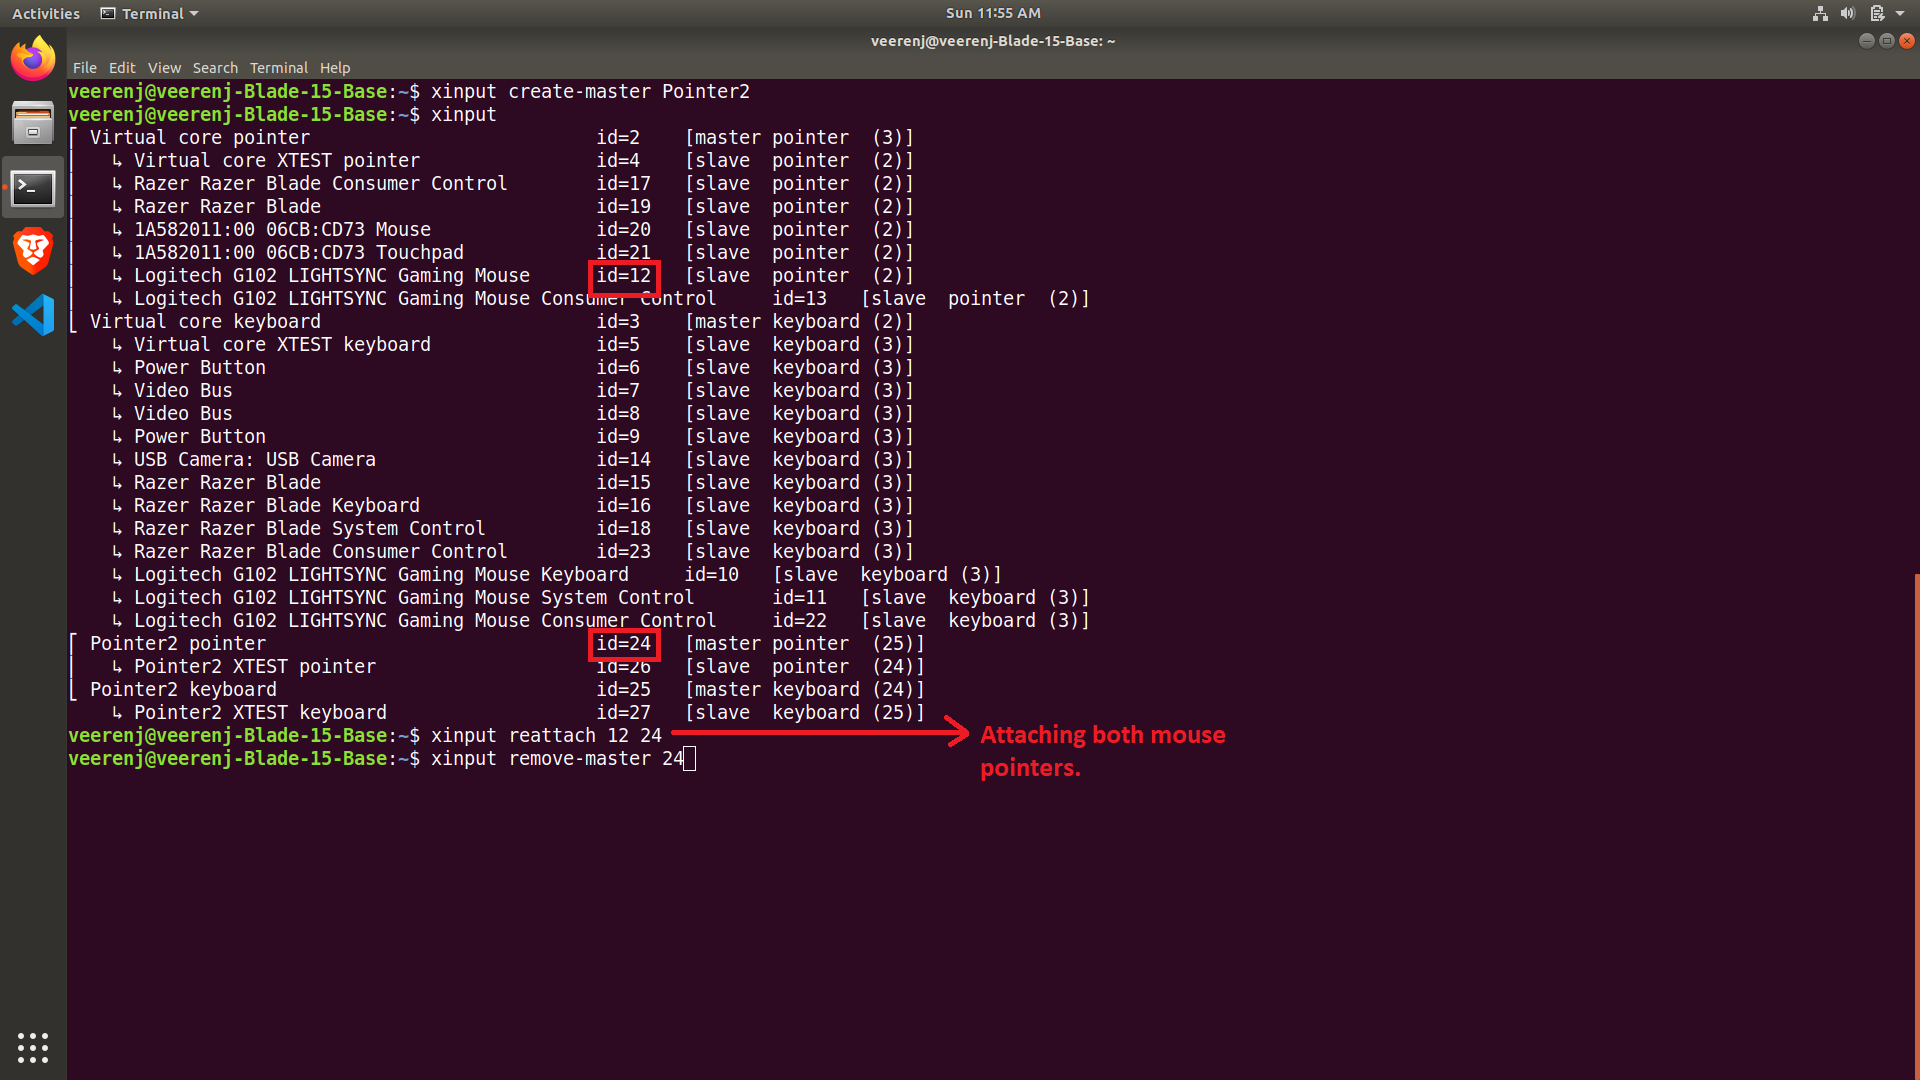 Activities Terminal Sun 11:55 AM
veerenj@veerenj-Blade-15-Base: ~
File Edit View Search Terminal Help
veerenj@veerenj-Blade-15-Base:~$ xinput create-master Pointer2
veerenj@veerenj-Blade-15-Base:~$ xinput
⎡ Virtual core pointer id=2 [master pointer (3)]
⎜ ↳ Virtual core XTEST pointer id=4 [slave pointer (2)]
⎜ ↳ Razer Razer Blade Consumer Control id=17 [slave pointer (2)]
⎜ ↳ Razer Razer Blade id=19 [slave pointer (2)]
⎜ ↳ 1A582011:00 06CB:CD73 Mouse id=20 [slave pointer (2)]
⎜ ↳ 1A582011:00 06CB:CD73 Touchpad id=21 [slave pointer (2)]
⎜ ↳ Logitech G102 LIGHTSYNC Gaming Mouse id=12 [slave pointer (2)]
⎜ ↳ Logitech G102 LIGHTSYNC Gaming Mouse Consumer Control id=13 [slave pointer (2)]
⎣ Virtual core keyboard id=3 [master keyboard (2)]
↳ Virtual core XTEST keyboard id=5 [slave keyboard (3)]
↳ Power Button id=6 [slave keyboard (3)]
↳ Video Bus id=7 [slave keyboard (3)]
↳ Video Bus id=8 [slave keyboard (3)]
↳ Power Button id=9 [slave keyboard (3)]
↳ USB Camera: USB Camera id=14 [slave keyboard (3)]
↳ Razer Razer Blade id=15 [slave keyboard (3)]
↳ Razer Razer Blade Keyboard id=16 [slave keyboard (3)]
↳ Razer Razer Blade System Control id=18 [slave keyboard (3)]
↳ Razer Razer Blade Consumer Control id=23 [slave keyboard (3)]
↳ Logitech G102 LIGHTSYNC Gaming Mouse Keyboard id=10 [slave keyboard (3)]
↳ Logitech G102 LIGHTSYNC Gaming Mouse System Control id=11 [slave keyboard (3)]
↳ Logitech G102 LIGHTSYNC Gaming Mouse Consumer Control id=22 [slave keyboard (3)]
⎡ Pointer2 pointer id=24 [master pointer (25)]
⎜ ↳ Pointer2 XTEST pointer id=26 [slave pointer (24)]
⎣ Pointer2 keyboard id=25 [master keyboard (24)]
↳ Pointer2 XTEST keyboard id=27 [slave keyboard (25)]
veerenj@veerenj-Blade-15-Base:~$ xinput reattach 12 24
veerenj@veerenj-Blade-15-Base:~$ xinput remove-master 24
Attaching both mouse
pointers.